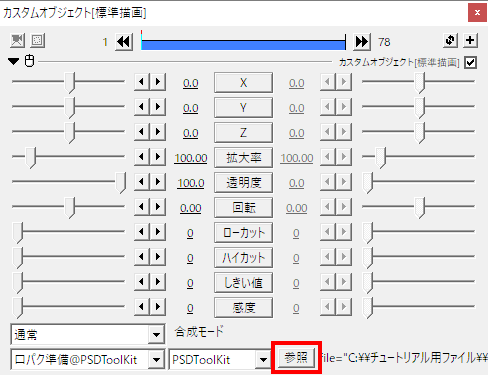 カスタムオブジェクト[標準描画]
1 78
カスタムオブジェクト[標準描画]
0.0 X 0.0
0.0 Y 0.0
0.0 Z 0.0
100.00 拡大率 100.00
100.0 透明度 0.0
0.00 回転 0.00
0 ローカット 0
0 ハイカット 0
0 しきい値 0
0 感度 0
通常 合成モード
口パク準備@PSDToolKit PSDToolKit 参照 file="C:¥¥チュートリアル用ファイル¥¥